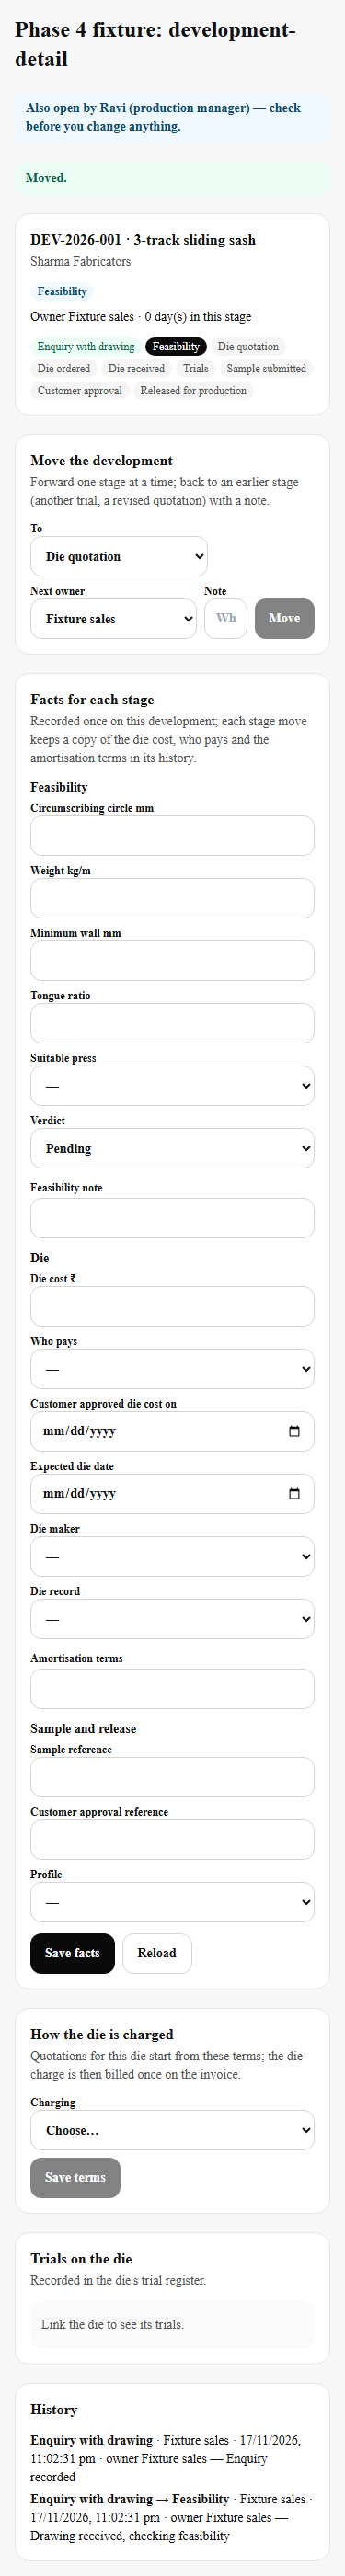 Phase 4 fixture: development-
detail
Also open by Ravi (production manager) — check
before you change anything.
Moved.
DEV-2026-001 · 3-track sliding sash
Sharma Fabricators
Feasibility
Owner Fixture sales · 0 day(s) in this stage
Enquiry with drawing Feasibility Die quotation
Die ordered Die received Trials Sample submitted
Customer approval Released for production
Move the development
Forward one stage at a time; back to an earlier stage
(another trial, a revised quotation) with a note.
To
Die quotation
Next owner Note
Fixture sales Wh Move
Facts for each stage
Recorded once on this development; each stage move
keeps a copy of the die cost, who pays and the
amortisation terms in its history.
Feasibility
Circumscribing circle mm
Weight kg/m
Minimum wall mm
Tongue ratio
Suitable press
—
Verdict
Pending
Feasibility note
Die
Die cost ₹
Who pays
—
Customer approved die cost on
mm/dd/yyyy
Expected die date
mm/dd/yyyy
Die maker
—
Die record
—
Amortisation terms
Sample and release
Sample reference
Customer approval reference
Profile
—
Save facts Reload
How the die is charged
Quotations for this die start from these terms; the die
charge is then billed once on the invoice.
Charging
Choose...
Save terms
Trials on the die
Recorded in the die's trial register.
Link the die to see its trials.
History
Enquiry with drawing · Fixture sales · 17/11/2026,
11:02:31 pm · owner Fixture sales — Enquiry
recorded
Enquiry with drawing → Feasibility · Fixture sales ·
17/11/2026, 11:02:31 pm · owner Fixture sales —
Drawing received, checking feasibility